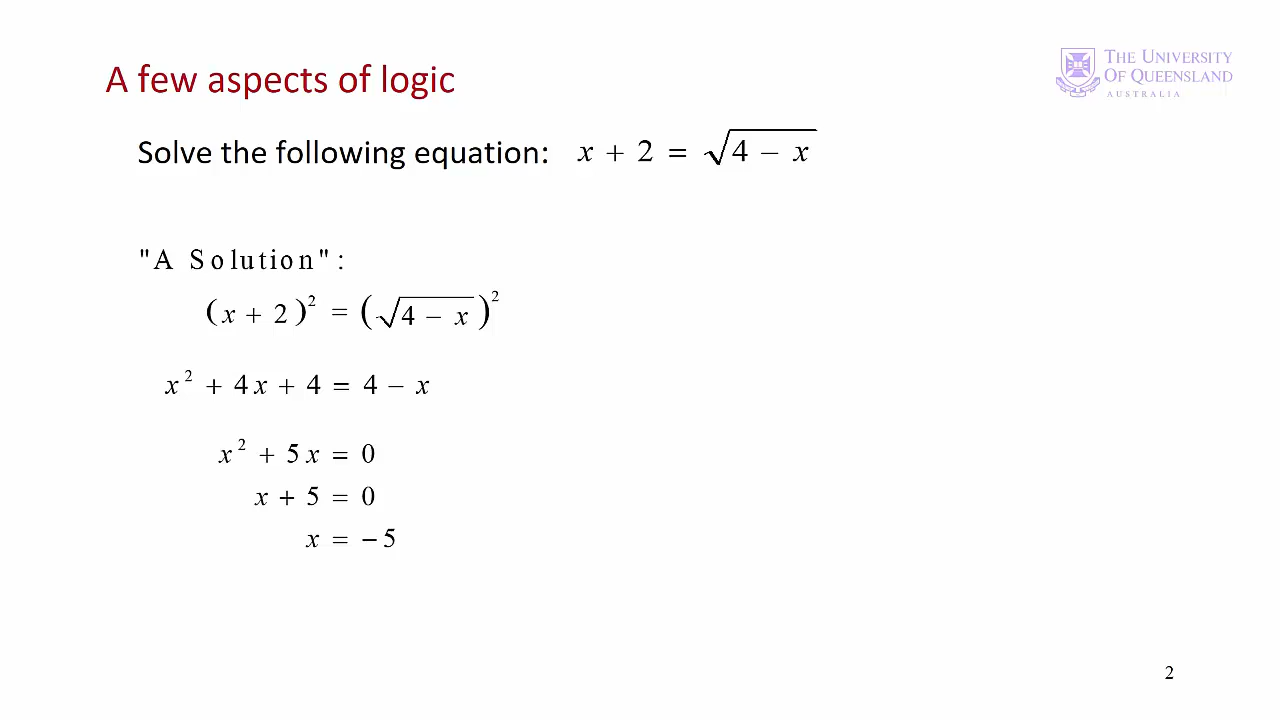 A few aspects of logic
THE UNIVERSITY
OF QUEENSLAND
AUSTRALIA
Solve the following equation: x + 2 = √(4 − x)
"A Solution":
(x + 2)² = (√(4 − x))²
x² + 4x + 4 = 4 − x
x² + 5x = 0
x + 5 = 0
x = −5
2